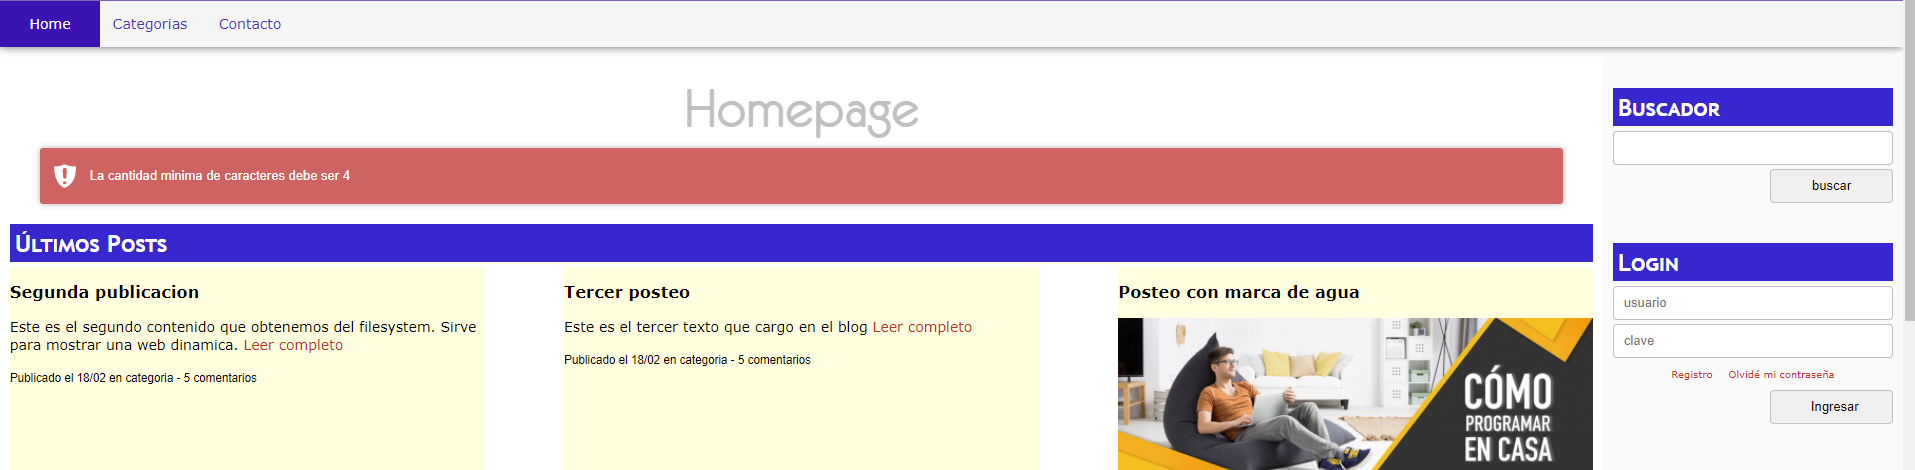 Home Categorias Contacto
Homepage
La cantidad minima de caracteres debe ser 4
Últimos Posts
Segunda publicacion
Este es el segundo contenido que obtenemos del filesystem. Sirve
para mostrar una web dinamica. Leer completo
Publicado el 18/02 en categoria - 5 comentarios
Tercer posteo
Este es el tercer texto que cargo en el blog Leer completo
Publicado el 18/02 en categoria - 5 comentarios
Posteo con marca de agua
CÓMO
PROGRAMAR
EN CASA
Buscador
buscar
Login
usuario
clave
Registro Olvidé mi contraseña
Ingresar